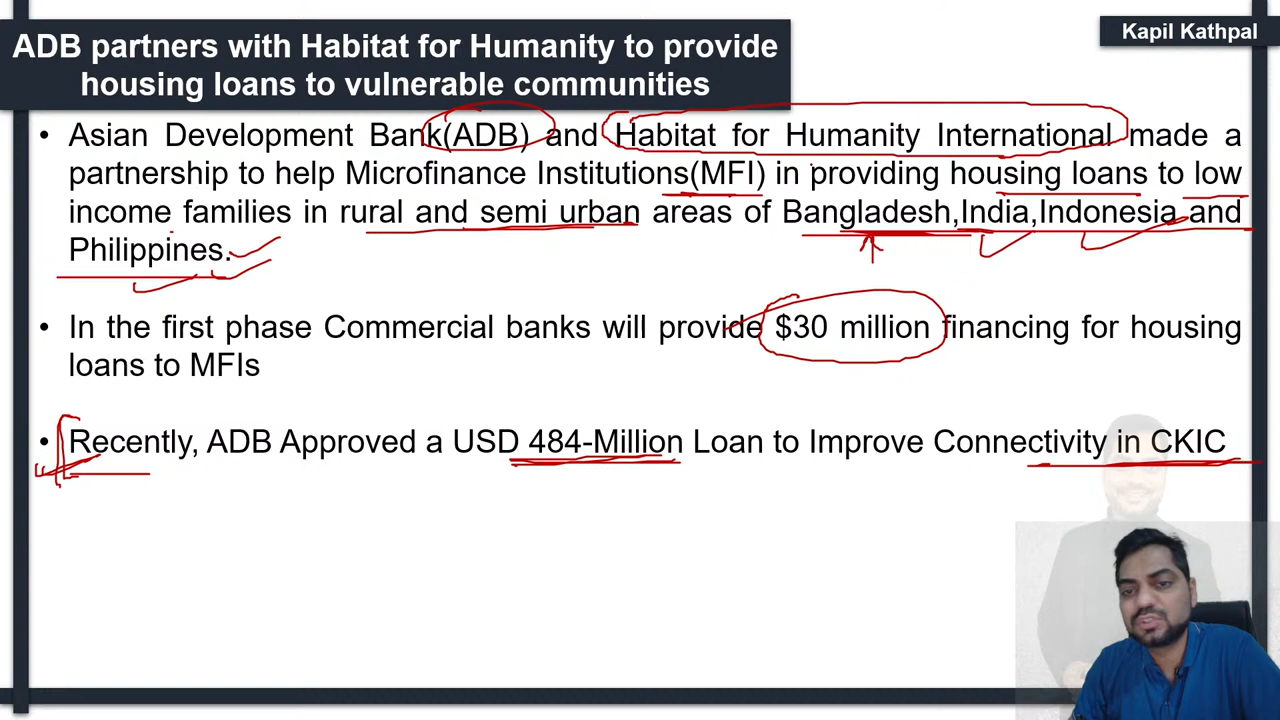 ADB partners with Habitat for Humanity to provide
housing loans to vulnerable communities
Kapil Kathpal
• Asian Development Bank(ADB) and Habitat for Humanity International made a
partnership to help Microfinance Institutions(MFI) in providing housing loans to low
income families in rural and semi urban areas of Bangladesh,India,Indonesia and
Philippines.
• In the first phase Commercial banks will provide $30 million financing for housing
loans to MFIs
• Recently, ADB Approved a USD 484-Million Loan to Improve Connectivity in CKIC